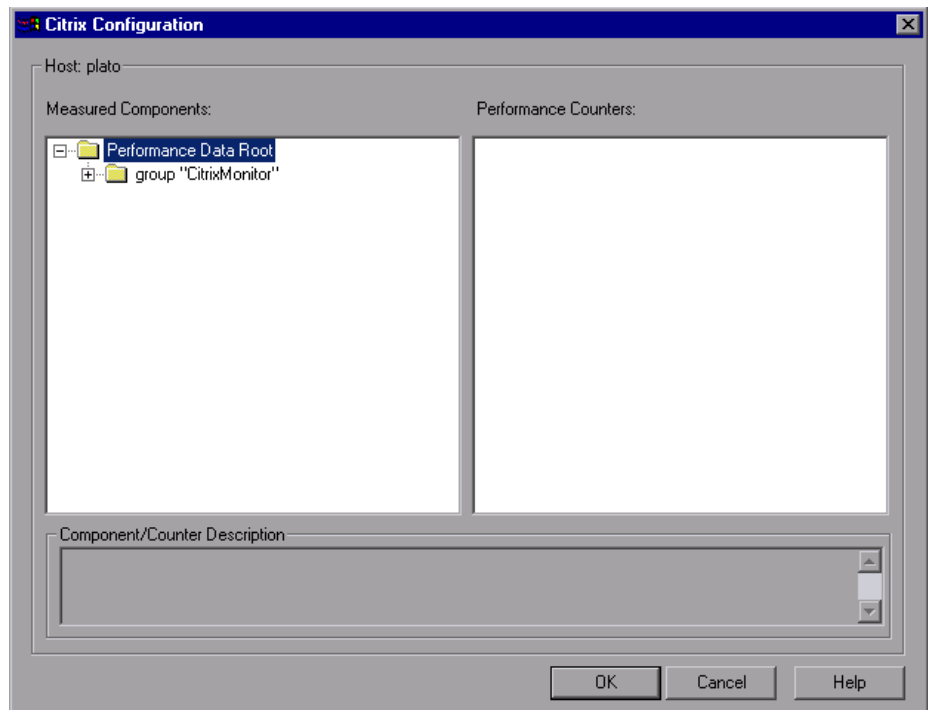 Citrix Configuration
Host: plato
Measured Components:
Performance Counters:
Performance Data Root
group "CitrixMonitor"
Component/Counter Description
OK
Cancel
Help